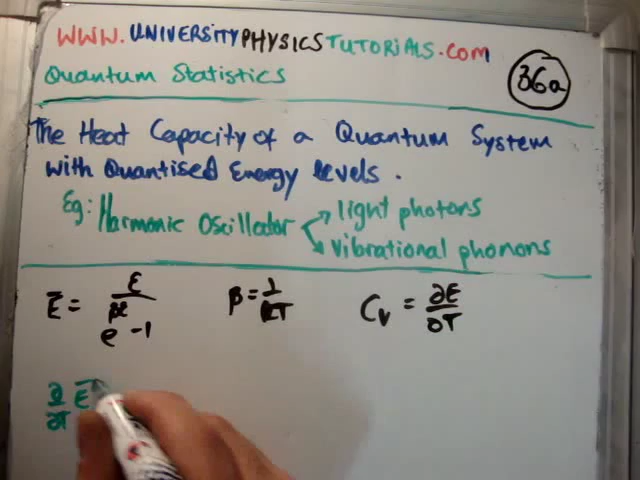 WWW.UNIVERSITYPHYSICSTUTORIALS.COM
Quantum Statistics
36a
The Heat Capacity of a Quantum System
with Quantised Energy levels.
Eg: Harmonic Oscillator → light photons
→ vibrational phonons
Ē = ε / (e^βε − 1)  β = 1/kT  Cv = ∂E/∂T
∂/∂T Ē